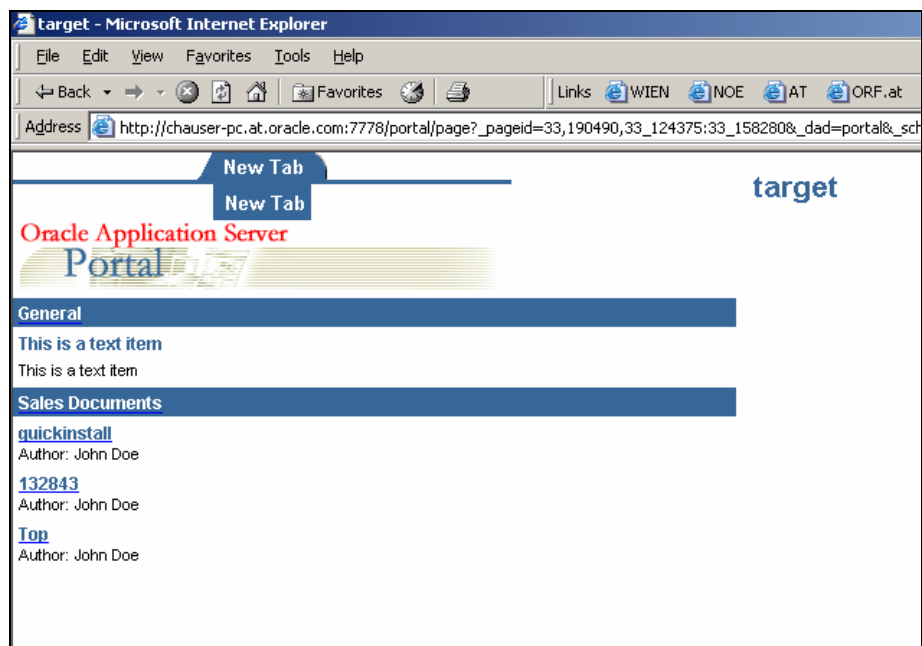 target - Microsoft Internet Explorer
File Edit View Favorites Tools Help
Back Favorites Links WIEN NOE AT ORF.at
Address http://chauser-pc.at.oracle.com:7778/portal/page?_pageid=33,190490,33_124375:33_158280&_dad=portal&_sch
New Tab
target
New Tab
Oracle Application Server
Portal
General
This is a text item
This is a text item
Sales Documents
quickinstall
Author: John Doe
132843
Author: John Doe
Top
Author: John Doe